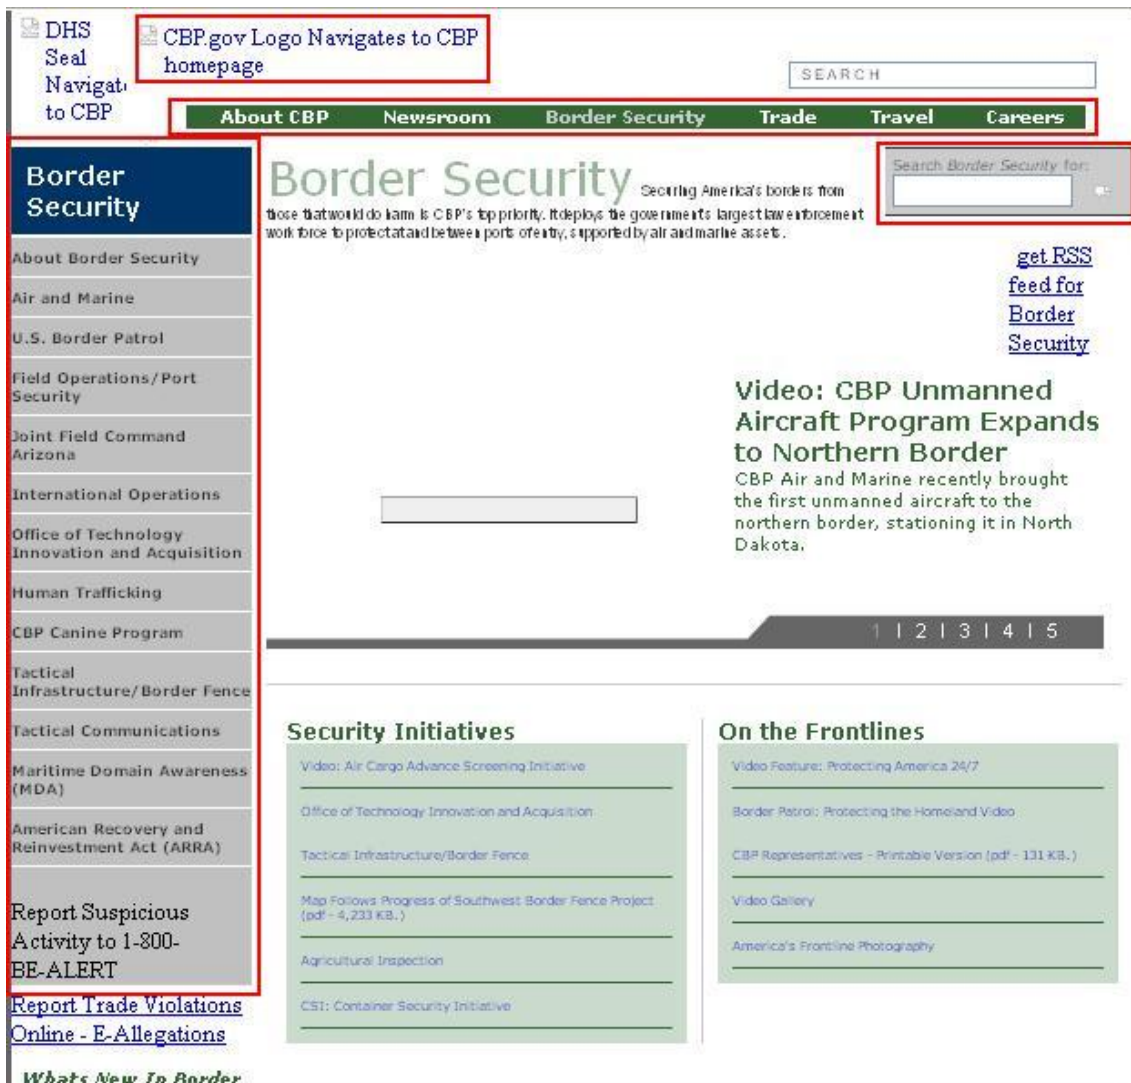 DHS
Seal
Navigat
to CBP
CBP.gov Logo Navigates to CBP
homepage
SEARCH
About CBP Newsroom Border Security Trade Travel Careers
Border
Security
About Border Security
Air and Marine
U.S. Border Patrol
Field Operations/Port
Security
Joint Field Command
Arizona
International Operations
Office of Technology
Innovation and Acquisition
Human Trafficking
CBP Canine Program
Tactical
Infrastructure/Border Fence
Tactical Communications
Maritime Domain Awareness
(MDA)
American Recovery and
Reinvestment Act (ARRA)
Report Suspicious
Activity to 1-800-
BE-ALERT
Report Trade Violations
Online - E-Allegations
Whats New In Border
Border Security Securing America's borders from
those that would do harm is CBP's top priority. It deploys the government's largest law enforcement
work force to protect at and between ports of entry, supported by air and marine assets.
Search Border Security for:
get RSS
feed for
Border
Security
Video: CBP Unmanned
Aircraft Program Expands
to Northern Border
CBP Air and Marine recently brought
the first unmanned aircraft to the
northern border, stationing it in North
Dakota.
1 | 2 | 3 | 4 | 5
Security Initiatives
Video: Air Cargo Advance Screening Initiative
Office of Technology Innovation and Acquisition
Tactical Infrastructure/Border Fence
Map Follows Progress of Southwest Border Fence Project
(pdf - 4,233 KB.)
Agricultural Inspection
CSI: Container Security Initiative
On the Frontlines
Video Feature: Protecting America 24/7
Border Patrol: Protecting the Homeland Video
CBP Representatives - Printable Version (pdf - 131 KB.)
Video Gallery
America's Frontline Photography